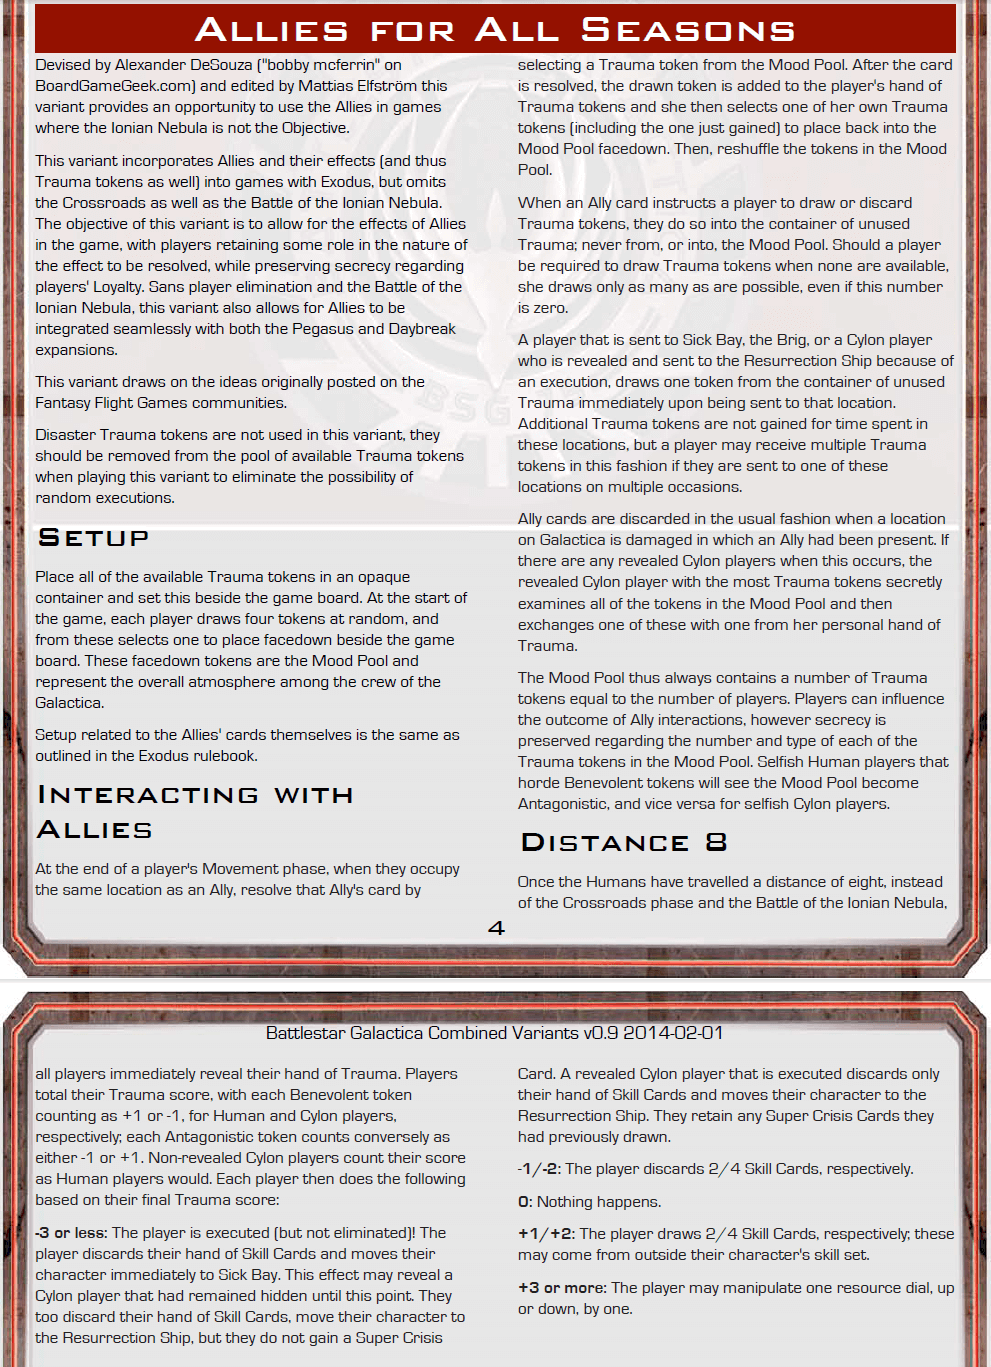 Allies for All Seasons
Devised by Alexander DeSouza ("bobby mcferrin" on
BoardGameGeek.com) and edited by Mattias Elfström this
variant provides an opportunity to use the Allies in games
where the Ionian Nebula is not the Objective.
This variant incorporates Allies and their effects (and thus
Trauma tokens as well) into games with Exodus, but omits
the Crossroads as well as the Battle of the Ionian Nebula.
The objective of this variant is to allow for the effects of Allies
in the game, with players retaining some role in the nature of
the effect to be resolved, while preserving secrecy regarding
players' Loyalty. Sans player elimination and the Battle of the
Ionian Nebula, this variant also allows for Allies to be
integrated seamlessly with both the Pegasus and Daybreak
expansions.
This variant draws on the ideas originally posted on the
Fantasy Flight Games communities.
Disaster Trauma tokens are not used in this variant, they
should be removed from the pool of available Trauma tokens
when playing this variant to eliminate the possibility of
random executions.
Setup
Place all of the available Trauma tokens in an opaque
container and set this beside the game board. At the start of
the game, each player draws four tokens at random, and
from these selects one to place facedown beside the game
board. These facedown tokens are the Mood Pool and
represent the overall atmosphere among the crew of the
Galactica.
Setup related to the Allies' cards themselves is the same as
outlined in the Exodus rulebook.
Interacting with
Allies
At the end of a player's Movement phase, when they occupy
the same location as an Ally, resolve that Ally's card by
selecting a Trauma token from the Mood Pool. After the card
is resolved, the drawn token is added to the player's hand of
Trauma tokens and she then selects one of her own Trauma
tokens (including the one just gained) to place back into the
Mood Pool facedown. Then, reshuffle the tokens in the Mood
Pool.
When an Ally card instructs a player to draw or discard
Trauma tokens, they do so into the container of unused
Trauma; never from, or into, the Mood Pool. Should a player
be required to draw Trauma tokens when none are available,
she draws only as many as are possible, even if this number
is zero.
A player that is sent to Sick Bay, the Brig, or a Cylon player
who is revealed and sent to the Resurrection Ship because of
an execution, draws one token from the container of unused
Trauma immediately upon being sent to that location.
Additional Trauma tokens are not gained for time spent in
these locations, but a player may receive multiple Trauma
tokens in this fashion if they are sent to one of these
locations on multiple occasions.
Ally cards are discarded in the usual fashion when a location
on Galactica is damaged in which an Ally had been present. If
there are any revealed Cylon players when this occurs, the
revealed Cylon player with the most Trauma tokens secretly
examines all of the tokens in the Mood Pool and then
exchanges one of these with one from her personal hand of
Trauma.
The Mood Pool thus always contains a number of Trauma
tokens equal to the number of players. Players can influence
the outcome of Ally interactions, however secrecy is
preserved regarding the number and type of each of the
Trauma tokens in the Mood Pool. Selfish Human players that
horde Benevolent tokens will see the Mood Pool become
Antagonistic, and vice versa for selfish Cylon players.
Distance 8
Once the Humans have travelled a distance of eight, instead
of the Crossroads phase and the Battle of the Ionian Nebula,
BSG
4
Battlestar Galactica Combined Variants v0.9 2014-02-01
all players immediately reveal their hand of Trauma. Players
total their Trauma score, with each Benevolent token
counting as +1 or -1, for Human and Cylon players,
respectively; each Antagonistic token counts conversely as
either -1 or +1. Non-revealed Cylon players count their score
as Human players would. Each player then does the following
based on their final Trauma score:
-3 or less: The player is executed (but not eliminated)! The
player discards their hand of Skill Cards and moves their
character immediately to Sick Bay. This effect may reveal a
Cylon player that had remained hidden until this point. They
too discard their hand of Skill Cards, move their character to
the Resurrection Ship, but they do not gain a Super Crisis
Card. A revealed Cylon player that is executed discards only
their hand of Skill Cards and moves their character to the
Resurrection Ship. They retain any Super Crisis Cards they
had previously drawn.
-1/-2: The player discards 2/4 Skill Cards, respectively.
0: Nothing happens.
+1/+2: The player draws 2/4 Skill Cards, respectively; these
may come from outside their character's skill set.
+3 or more: The player may manipulate one resource dial, up
or down, by one.